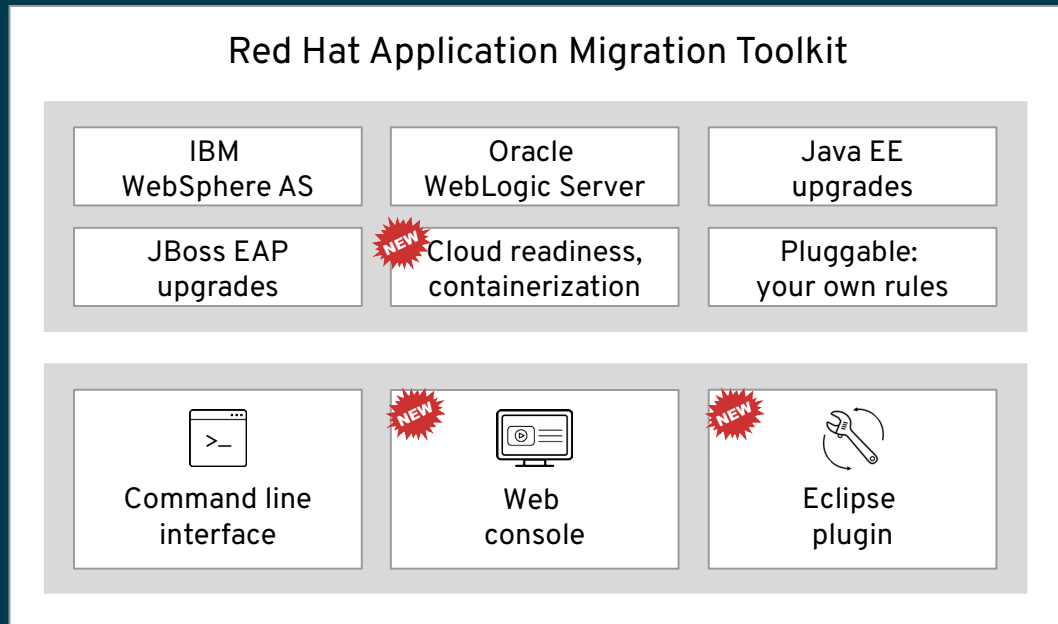 Red Hat Application Migration Toolkit
IBM
WebSphere AS
Oracle
WebLogic Server
Java EE
upgrades
JBoss EAP
upgrades
NEW
Cloud readiness,
containerization
Pluggable:
your own rules
>_
Command line
interface
NEW
Web
console
NEW
Eclipse
plugin